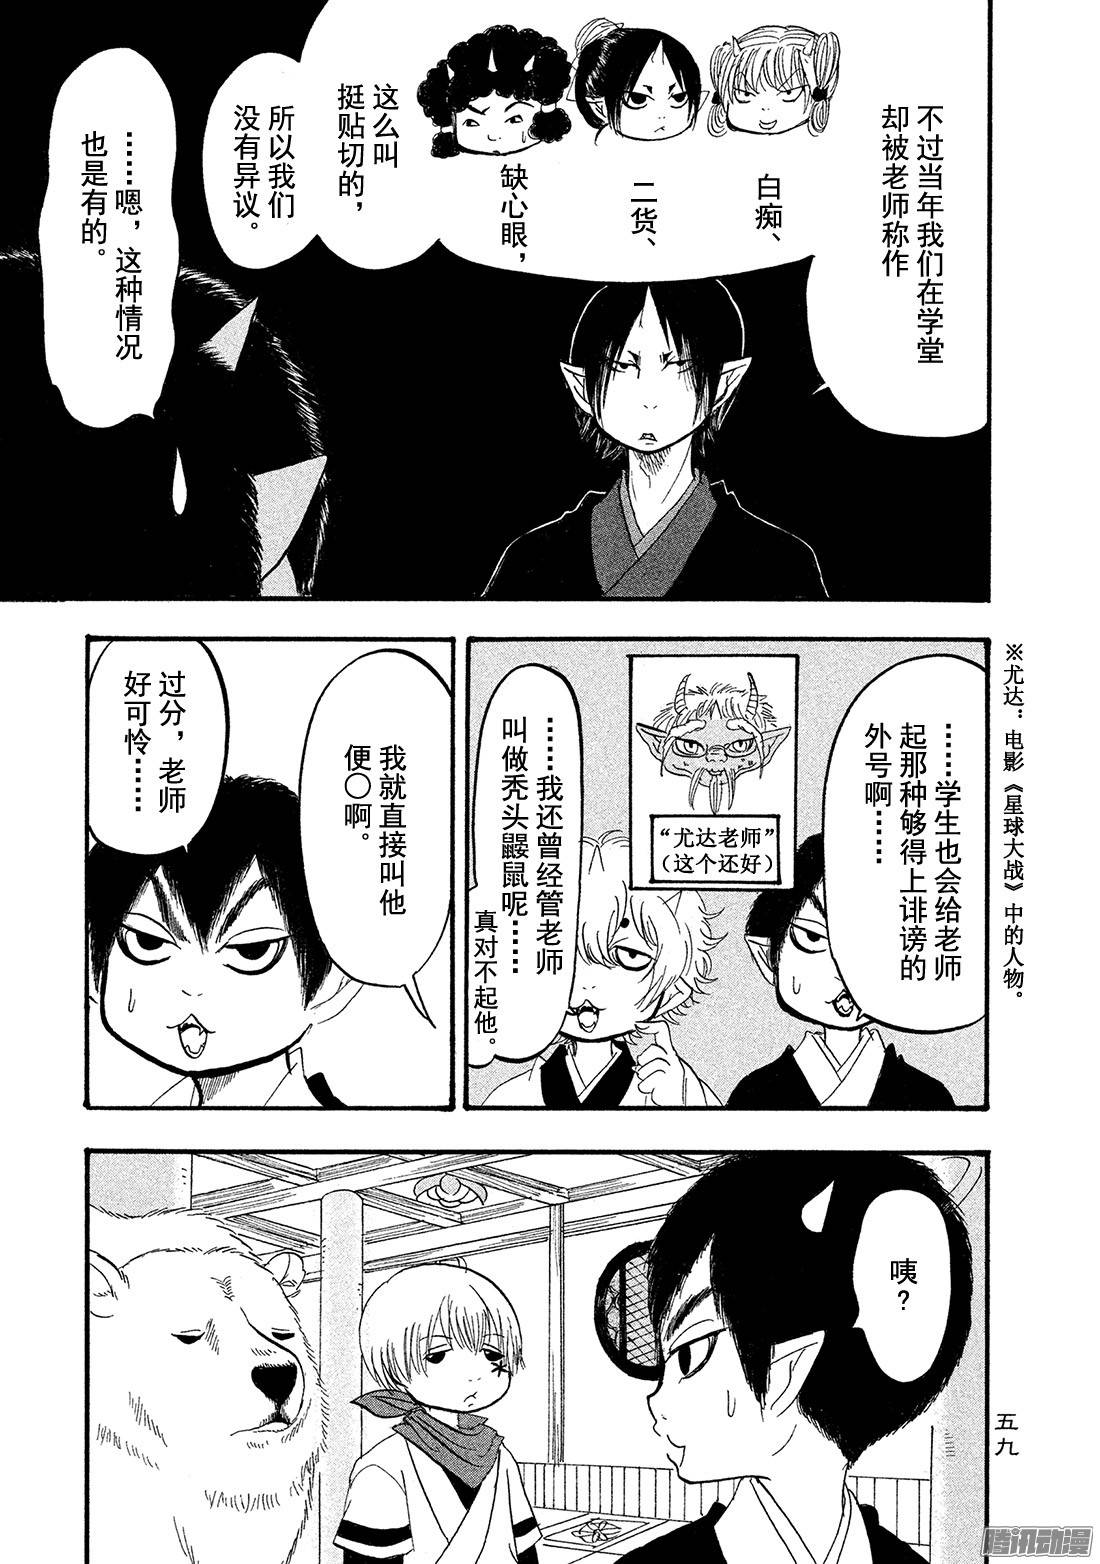 不过当年我们在学堂
却被老师称作
白痴、
二货、
缺心眼，
这么叫
挺贴切的，
所以我们
没有异议。
……嗯，这种情况
也是有的。
……学生也会给老师
起那种够得上诽谤的
外号啊……
“尤达老师”
（这个还好）
……我还曾经管老师
叫做秃头鼹鼠呢……
真对不起他。
※尤达：电影《星球大战》中的人物。
我就直接叫他
便〇啊。
过分，老师
好可怜……
咦？
五九
腾讯动漫